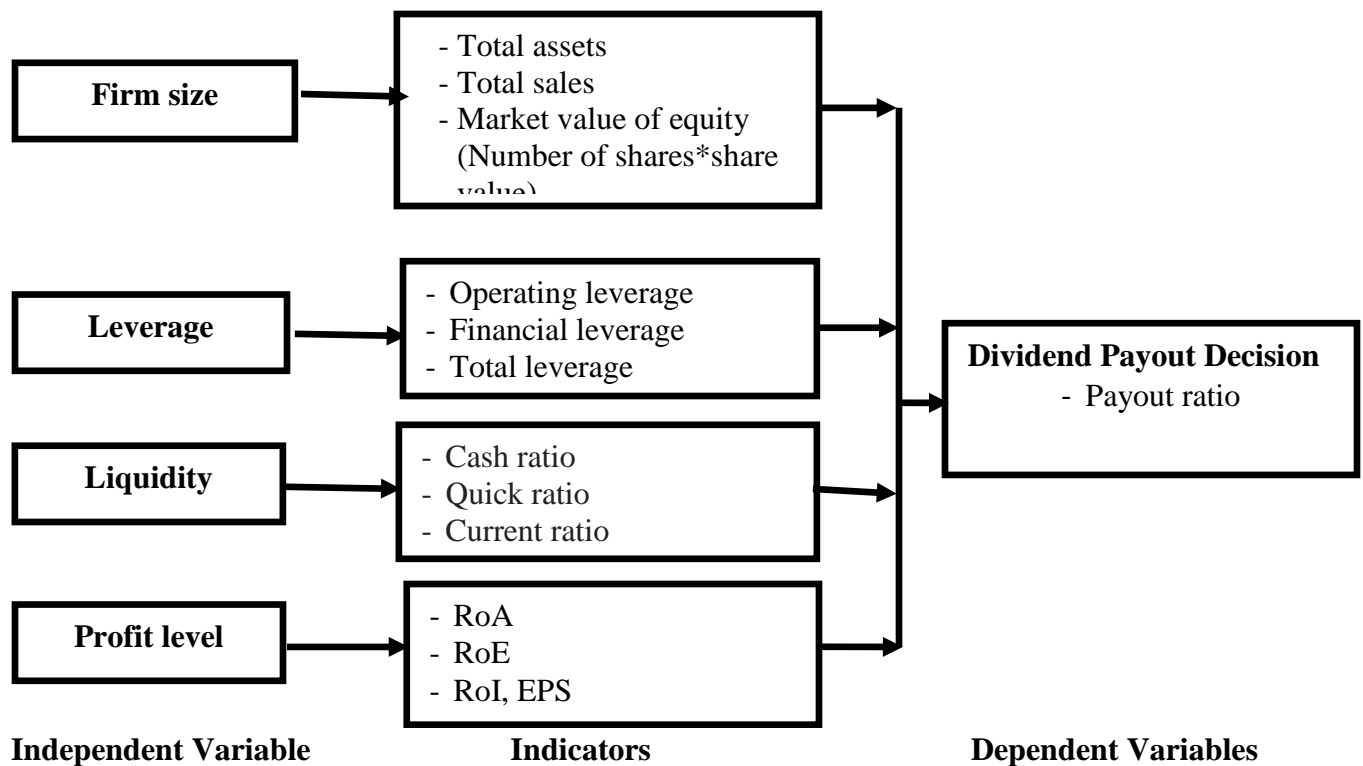 Firm size
- Total assets
- Total sales
- Market value of equity
(Number of shares*share
value)
Leverage
- Operating leverage
- Financial leverage
- Total leverage
Liquidity
- Cash ratio
- Quick ratio
- Current ratio
Profit level
- RoA
- RoE
- RoI, EPS
Dividend Payout Decision
- Payout ratio
Independent Variable
Indicators
Dependent Variables